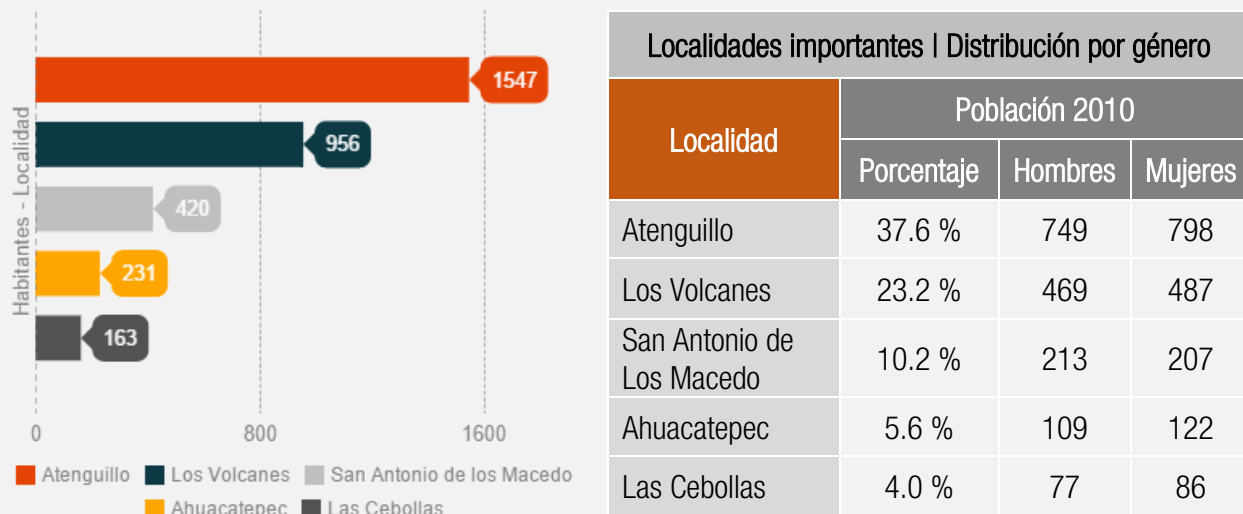 Habitantes - Localidad
1547
956
420
231
163
0 800 1600
Atenguillo Los Volcanes San Antonio de los Macedo
Ahuacatepec Las Cebollas
Localidades importantes | Distribución por género
Localidad
Población 2010
Porcentaje Hombres Mujeres
Atenguillo 37.6 % 749 798
Los Volcanes 23.2 % 469 487
San Antonio de
Los Macedo 10.2 % 213 207
Ahuacatepec 5.6 % 109 122
Las Cebollas 4.0 % 77 86